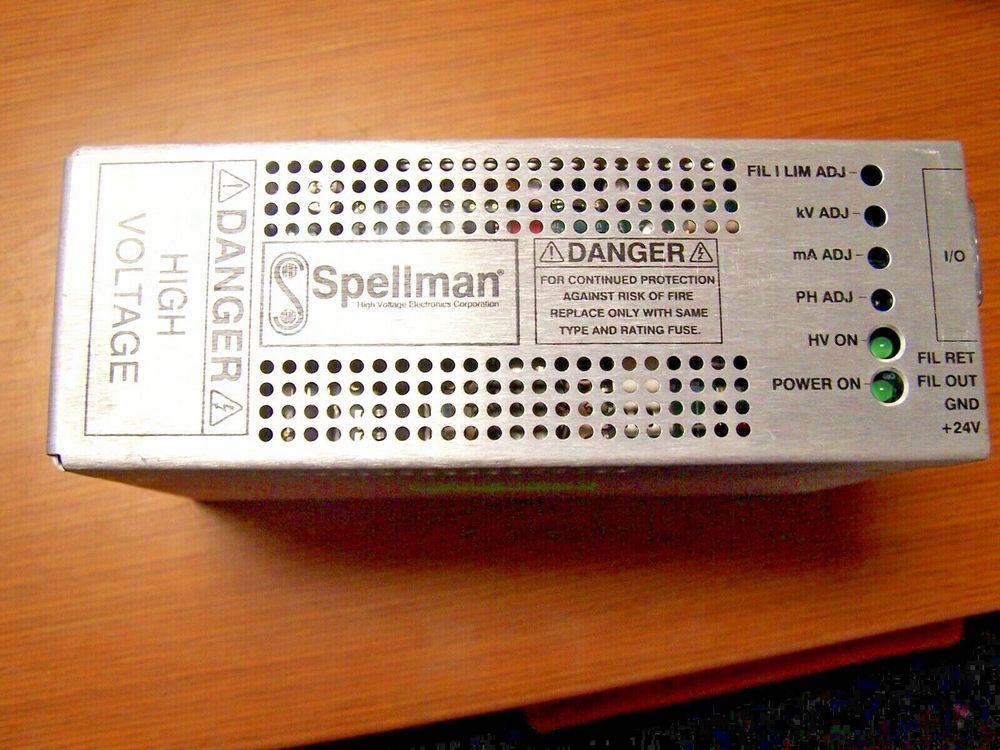 HIGH
VOLTAGE
DANGER
Spellman®
High Voltage Electronics Corporation
DANGER
FOR CONTINUED PROTECTION
AGAINST RISK OF FIRE
REPLACE ONLY WITH SAME
TYPE AND RATING FUSE.
FIL I LIM ADJ
kV ADJ
mA ADJ
PH ADJ
HV ON
POWER ON
I/O
FIL RET
FIL OUT
GND
+24V